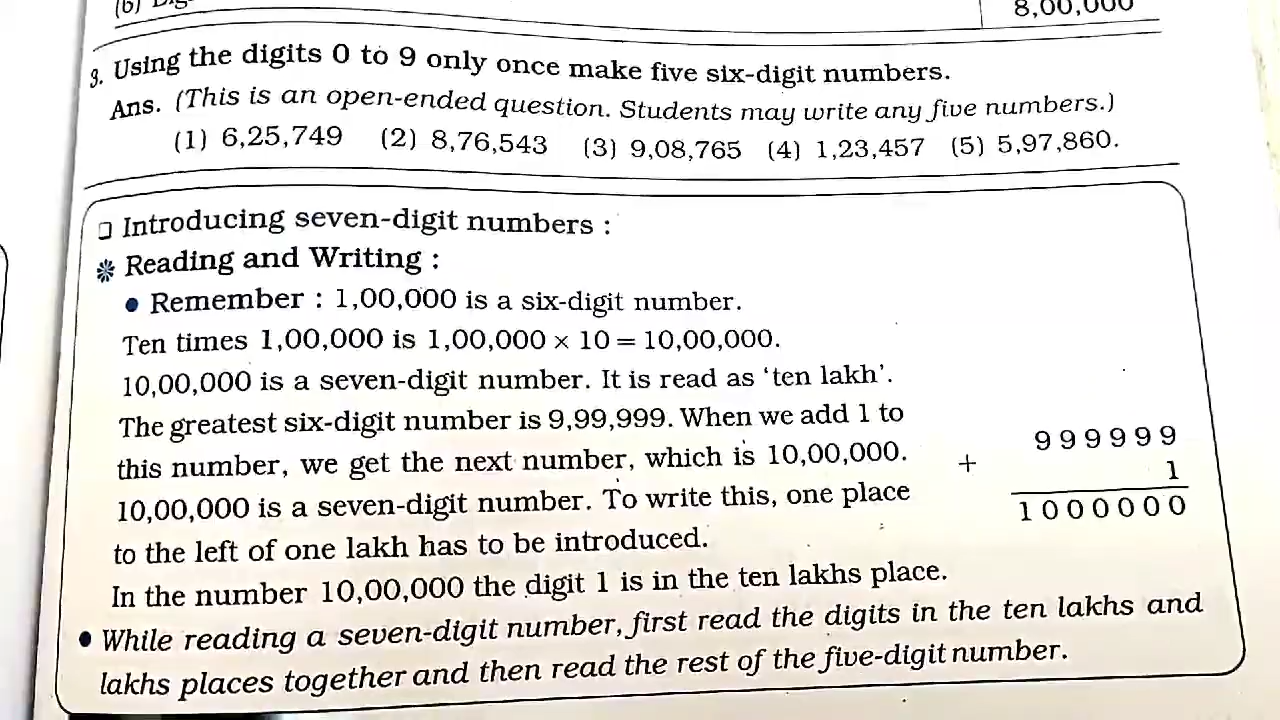 (b)
8,00,000
3. Using the digits 0 to 9 only once make five six-digit numbers.
Ans. (This is an open-ended question. Students may write any five numbers.)
(1) 6,25,749 (2) 8,76,543 (3) 9,08,765 (4) 1,23,457 (5) 5,97,860.
❑ Introducing seven-digit numbers :
❋ Reading and Writing :
• Remember : 1,00,000 is a six-digit number.
Ten times 1,00,000 is 1,00,000 × 10 = 10,00,000.
10,00,000 is a seven-digit number. It is read as ‘ten lakh’.
The greatest six-digit number is 9,99,999. When we add 1 to
this number, we get the next number, which is 10,00,000.
10,00,000 is a seven-digit number. To write this, one place
to the left of one lakh has to be introduced.
999999
+ 1
1000000
In the number 10,00,000 the digit 1 is in the ten lakhs place.
• While reading a seven-digit number, first read the digits in the ten lakhs and
lakhs places together and then read the rest of the five-digit number.